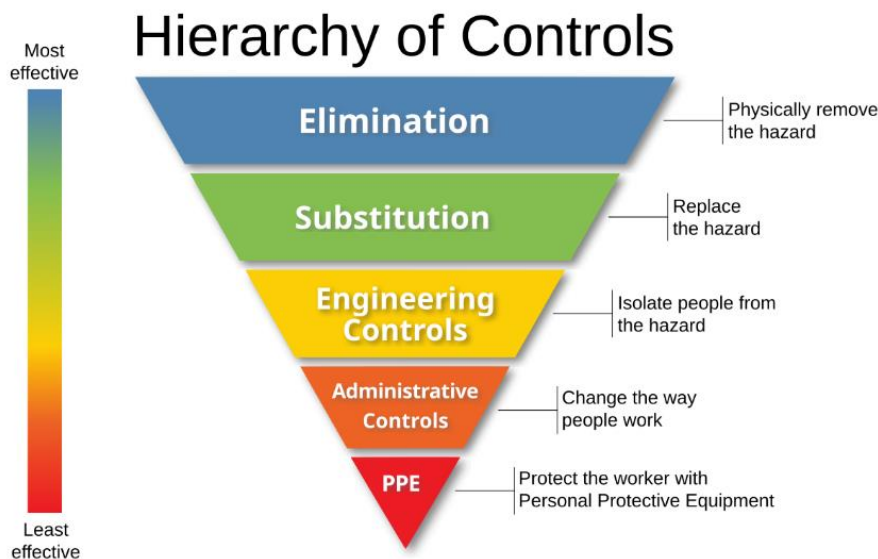 Hierarchy of Controls
Most
effective
Elimination
Physically remove
the hazard
Substitution
Replace
the hazard
Engineering
Controls
Isolate people from
the hazard
Administrative
Controls
Change the way
people work
PPE
Protect the worker with
Personal Protective Equipment
Least
effective